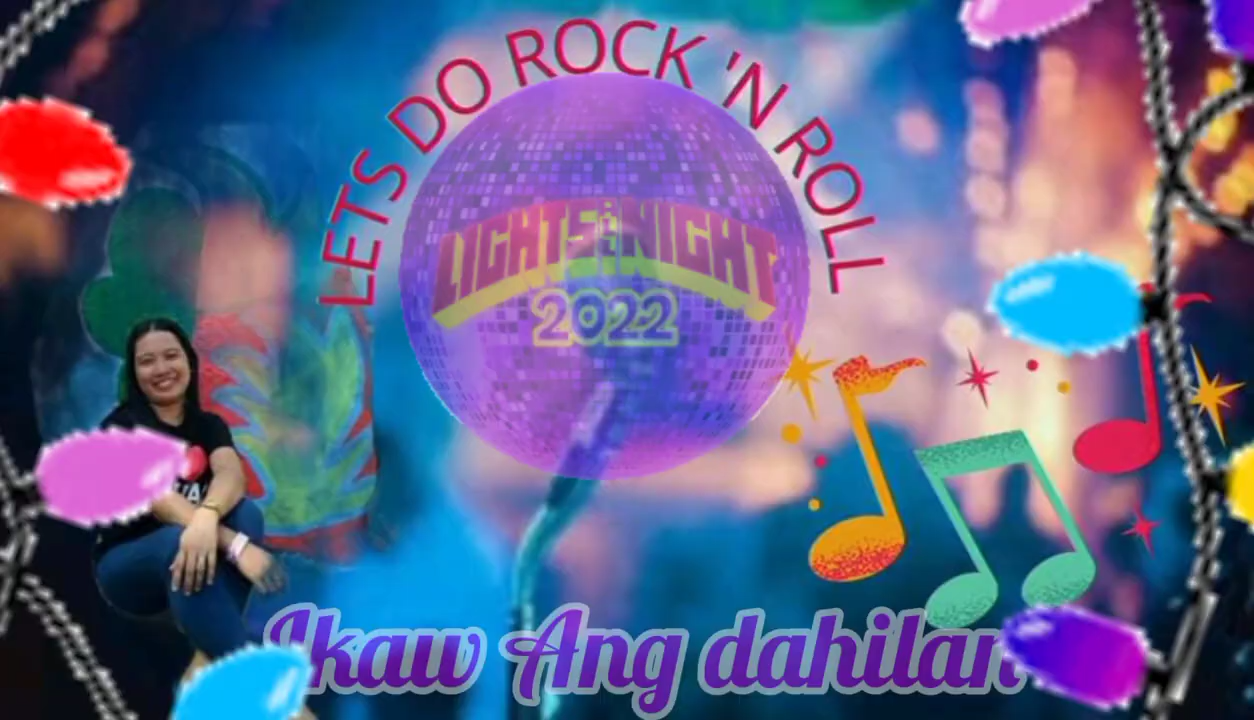 LETS DO ROCK 'N ROLL
LIGHTS & NIGHT
2022
Ikaw Ang dahilan